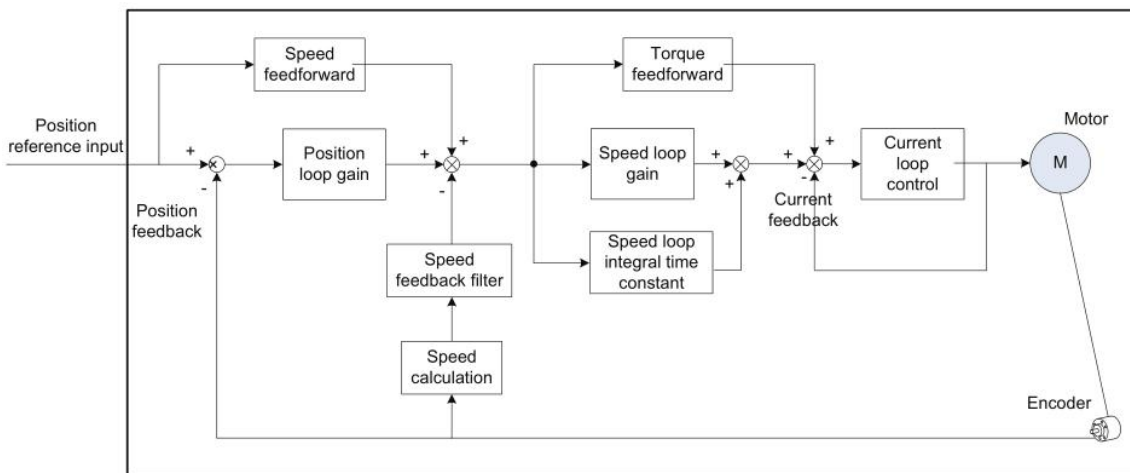 Speed
feedforward
Torque
feedforward
Motor
Position
reference input
+
+
+
Position
loop gain
+
-
-
Speed loop
gain
+
+
+
+
-
Current
loop
control
M
Position
feedback
Current
feedback
Speed
feedback filter
Speed loop
integral time
constant
Speed
calculation
Encoder